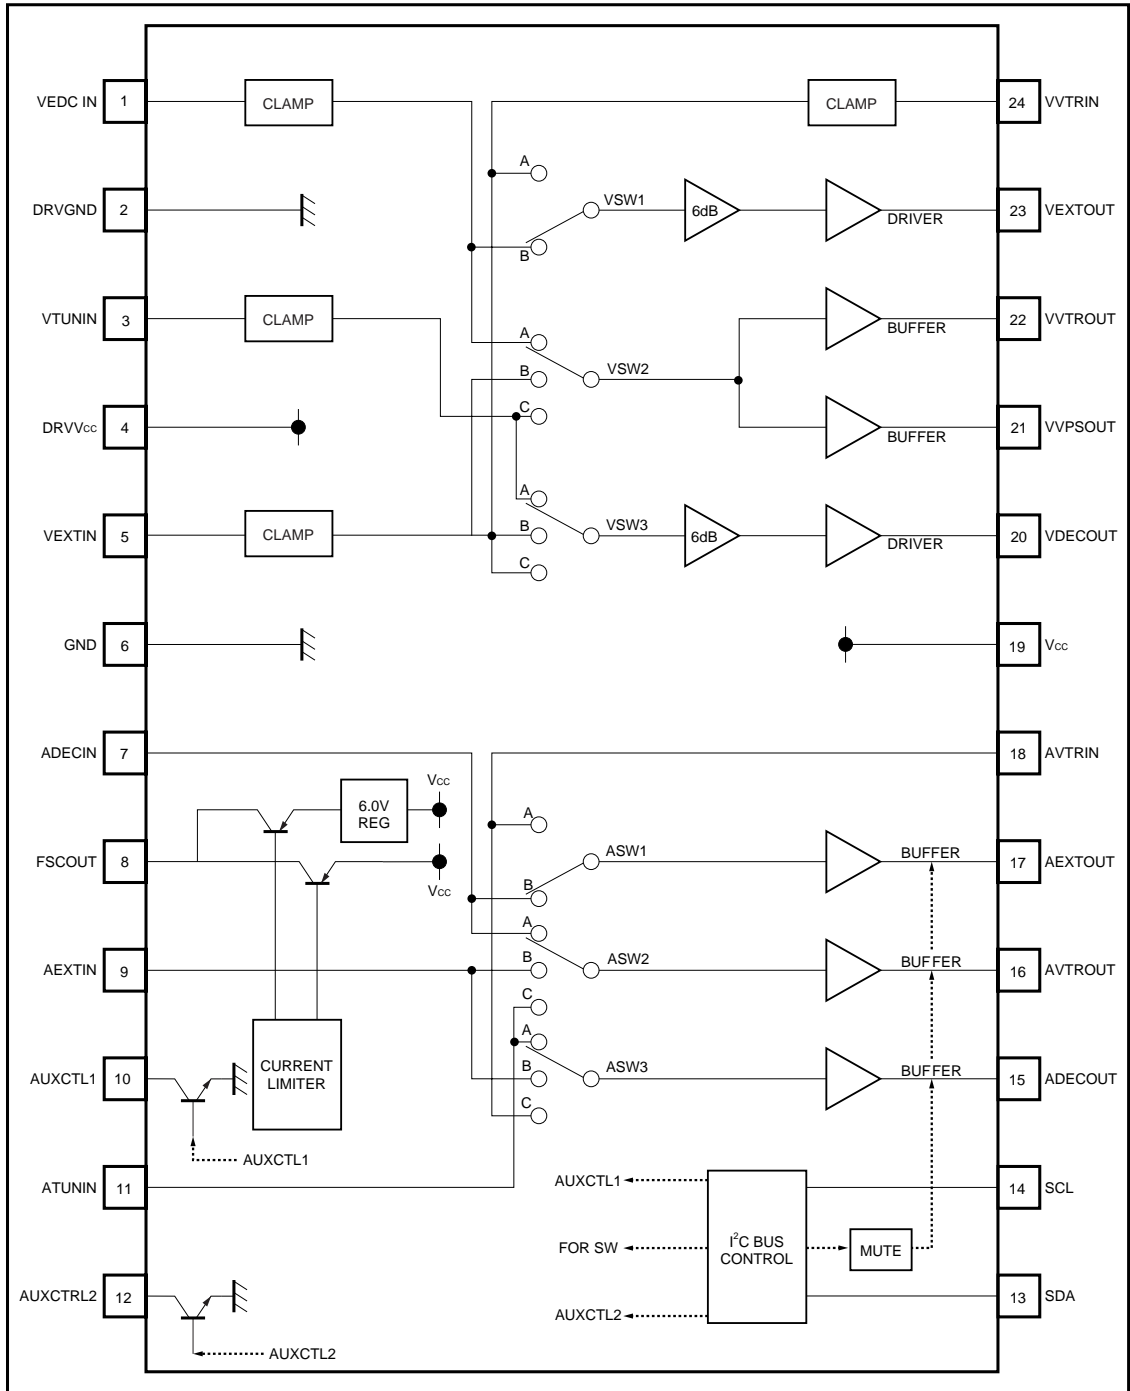 VEDC IN 1 CLAMP CLAMP 24 VVTRIN
A
DRVGND 2 VSW1 6dB DRIVER 23 VEXTOUT
B
VTUNIN 3 CLAMP BUFFER 22 VVTROUT
A
B VSW2
C
DRVVcc 4 BUFFER 21 VVPSOUT
A
VEXTIN 5 CLAMP B VSW3 6dB DRIVER 20 VDECOUT
C
GND 6 19 Vcc
ADECIN 7 18 AVTRIN
Vcc
6.0V
REG
A
FSCOUT 8 ASW1 BUFFER 17 AEXTOUT
Vcc
B
A
AEXTIN 9 B ASW2 BUFFER 16 AVTROUT
C
A
AUXCTL1 10 CURRENT
LIMITER B ASW3 BUFFER 15 ADECOUT
C
AUXCTL1
ATUNIN 11 AUXCTL1 14 SCL
FOR SW I²C BUS
CONTROL MUTE
AUXCTRL2 12 13 SDA
AUXCTL2
AUXCTL2